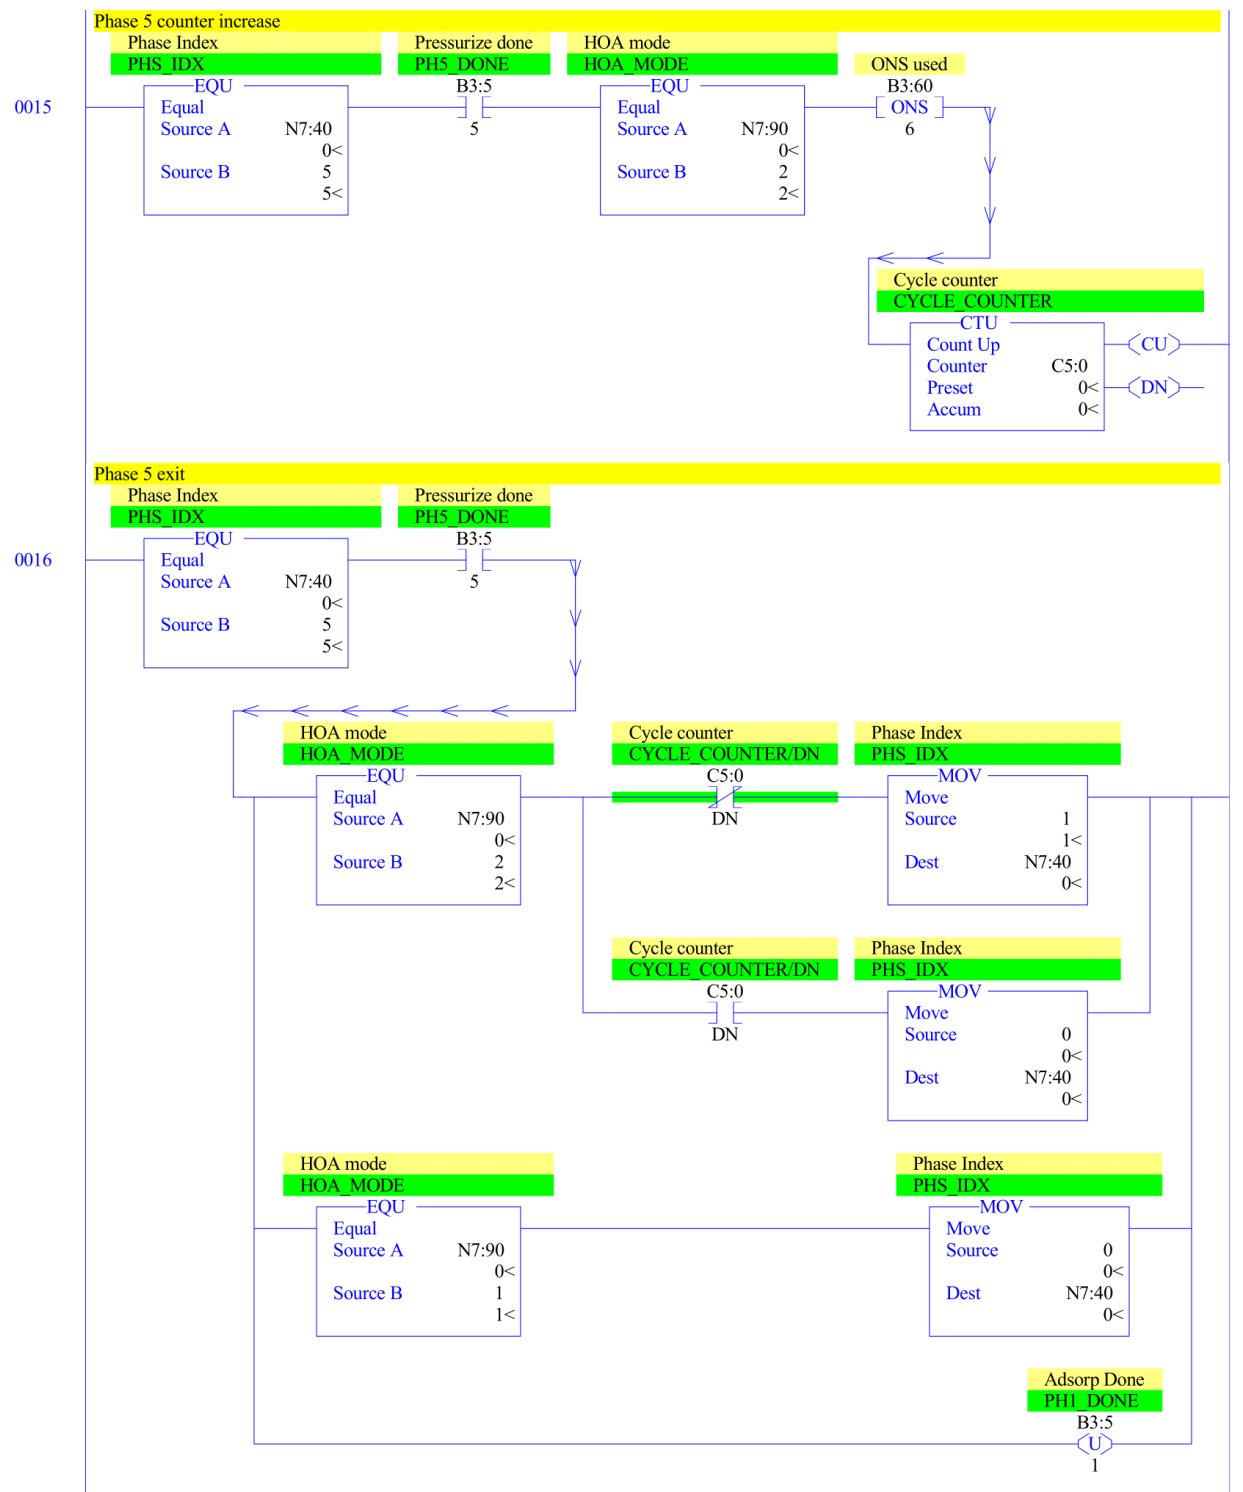 Phase 5 counter increase
Phase Index Pressurize done HOA mode
PHS_IDX PH5_DONE HOA_MODE ONS used
EQU B3:5 EQU B3:60
0015 Equal Equal ONS
Source A N7:40 5 Source A N7:90 6
0< 0<
Source B 5 Source B 2
5< 2<
Cycle counter
CYCLE_COUNTER
CTU
Count Up CU
Counter C5:0
Preset 0< DN
Accum 0<
Phase 5 exit
Phase Index Pressurize done
PHS_IDX PH5_DONE
EQU B3:5
0016 Equal
Source A N7:40 5
0<
Source B 5
5<
HOA mode Cycle counter Phase Index
HOA_MODE CYCLE_COUNTER/DN PHS_IDX
EQU C5:0 MOV
Equal Move
Source A N7:90 DN Source 1
0< 1<
Source B 2 Dest N7:40
2< 0<
Cycle counter Phase Index
CYCLE_COUNTER/DN PHS_IDX
C5:0 MOV
Move
DN Source 0
0<
Dest N7:40
0<
HOA mode Phase Index
HOA_MODE PHS_IDX
EQU MOV
Equal Move
Source A N7:90 Source 0
0< 0<
Source B 1 Dest N7:40
1< 0<
Adsorp Done
PH1_DONE
B3:5
U
1